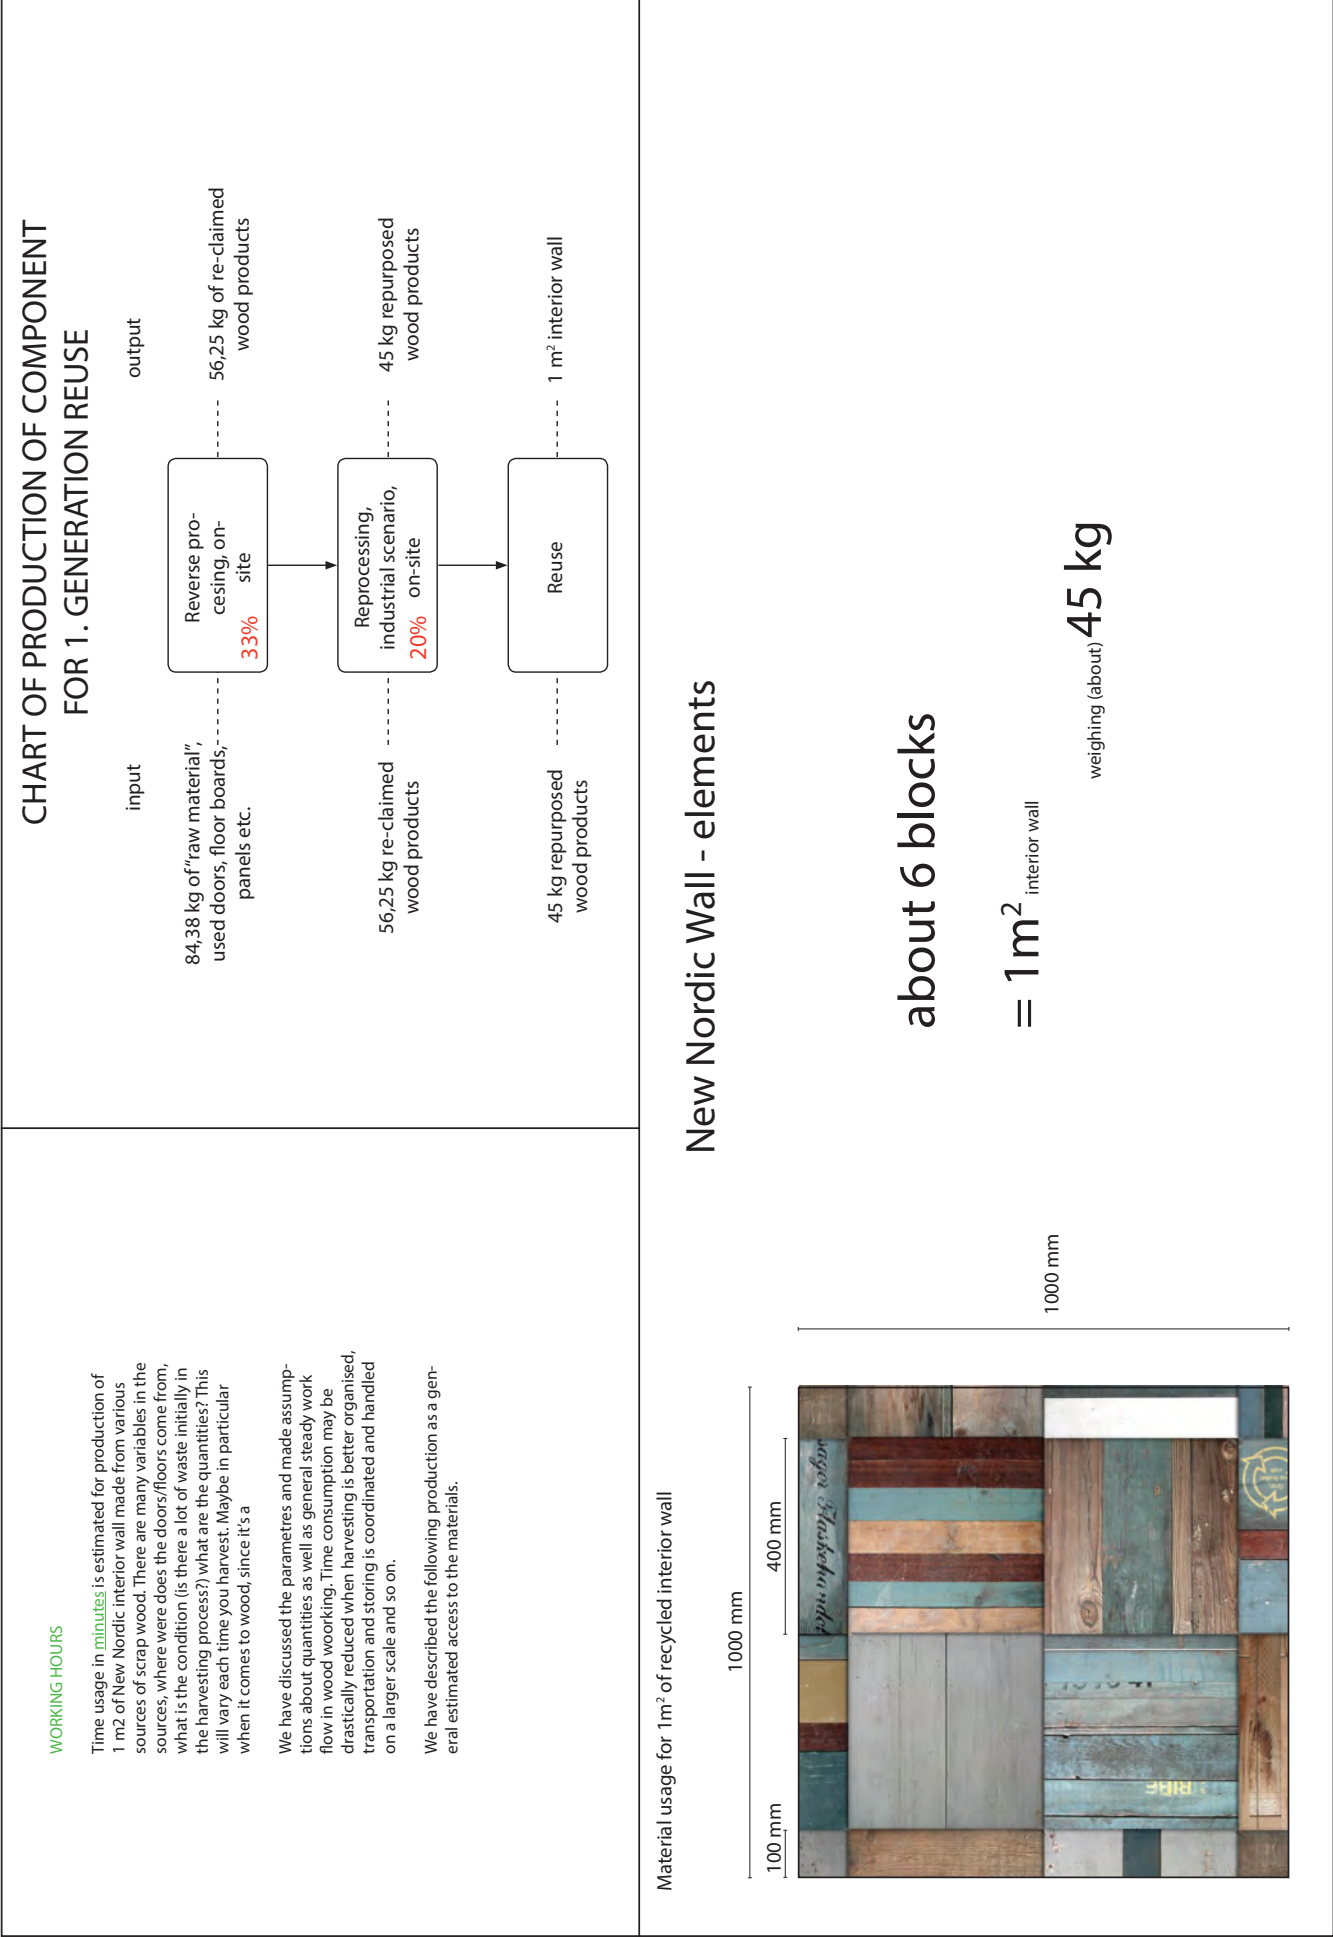 WORKING HOURS
Time usage in minutes is estimated for production of
1 m2 of New Nordic interior wall made from various
sources of scrap wood. There are many variables in the
sources, where were does the doors/floors come from,
what is the condition (is there a lot of waste initially in
the harvesting process?) what are the quantities? This
will vary each time you harvest. Maybe in particular
when it comes to wood, since it's a
We have discussed the parametres and made assump-
tions about quantities as well as general steady work
flow in wood woorking. Time consumption may be
drastically reduced when harvesting is better organised,
transportation and storing is coordinated and handled
on a larger scale and so on.
We have described the following production as a gen-
eral estimated access to the materials.
CHART OF PRODUCTION OF COMPONENT
FOR 1. GENERATION REUSE
input
output
84,38 kg of "raw material",
used doors, floor boards,
panels etc.
Reverse pro-
cesing, on-
site
33%
56,25 kg of re-claimed
wood products
56,25 kg re-claimed
wood products
Reprocessing,
industrial scenario,
on-site
20%
45 kg repurposed
wood products
45 kg repurposed
wood products
Reuse
1 m² interior wall
Material usage for 1m² of recycled interior wall
1000 mm
100 mm
400 mm
1000 mm
RIBE
New Nordic Wall - elements
about 6 blocks
= 1m² interior wall
weighing (about) 45 kg